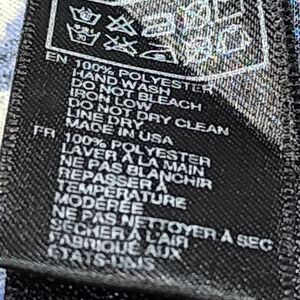 EN 100% POLYESTER
HAND WASH
DO NOT BLEACH
IRON LOW
DO NOT DRY CLEAN
LINE DRY
MADE IN USA
FR 100% POLYESTER
LAVER À LA MAIN
NE PAS BLANCHIR
REPASSER À
TEMPÉRATURE
MODÉRÉE
NE PAS NETTOYER À SEC
SÉCHER À L'AIR
FABRIQUÉ AUX
ÉTATS-UNIS